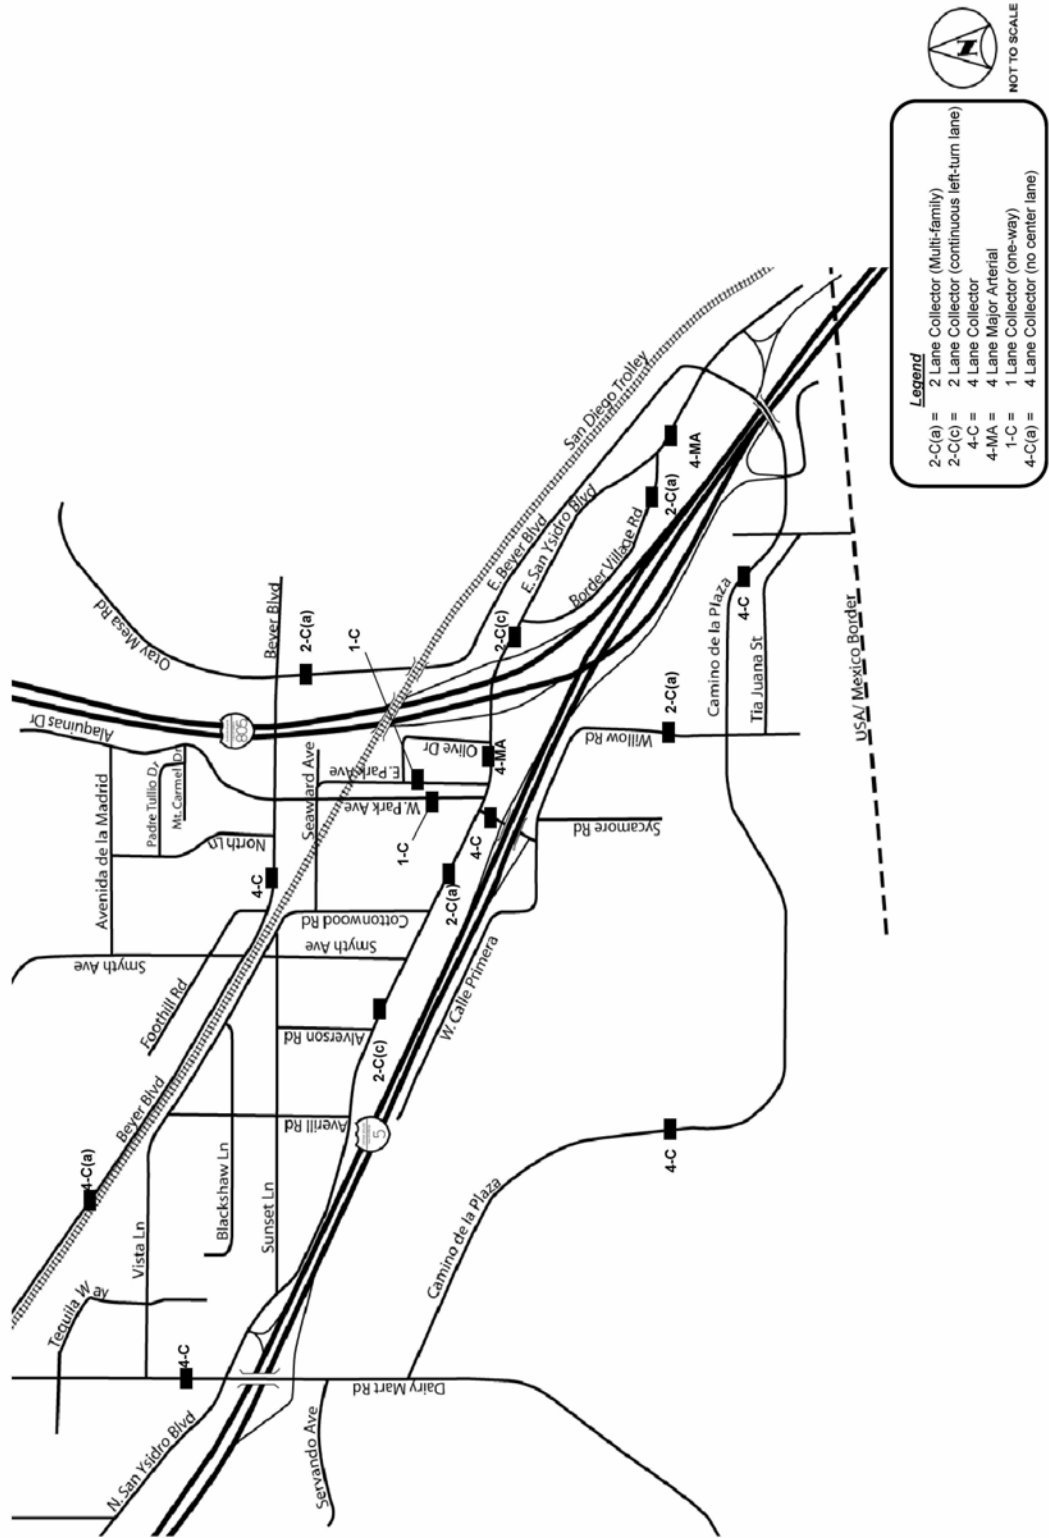 Otay Mesa Rd
Beyer Blvd
2-C(a)
1-C
San Diego Trolley
E. Beyer Blvd
E. San Ysidro Blvd
Border Village Rd
4-MA
2-C(a)
2-C(c)
Alaquinas Dr
805
Avenida de la Madrid
Padre Tullio Dr
Mt. Carmel Dr
North Ln
Seaward Ave
E. Park Ave
W. Park Ave
Olive Dr
4-MA
1-C
4-C
4-C
2-C(a)
Willow Rd
2-C(a)
Sycamore Rd
Camino de la Plaza
4-C
Tia Juana St
USA/ Mexico Border
Smyth Ave
Foothill Rd
Cottonwood Rd
Smyth Ave
Alverson Rd
2-C(c)
W. Calle Primera
Beyer Blvd
4-C(a)
Averill Rd
5
Blackshaw Ln
Sunset Ln
Vista Ln
Tequila Way
4-C
N. San Ysidro Blvd
Dairy Mart Rd
Servando Ave
Camino de la Plaza
4-C
Legend
2-C(a) = 2 Lane Collector (Multi-family)
2-C(c) = 2 Lane Collector (continuous left-turn lane)
4-C = 4 Lane Collector
4-MA = 4 Lane Major Arterial
1-C = 1 Lane Collector (one-way)
4-C(a) = 4 Lane Collector (no center lane)
N
NOT TO SCALE